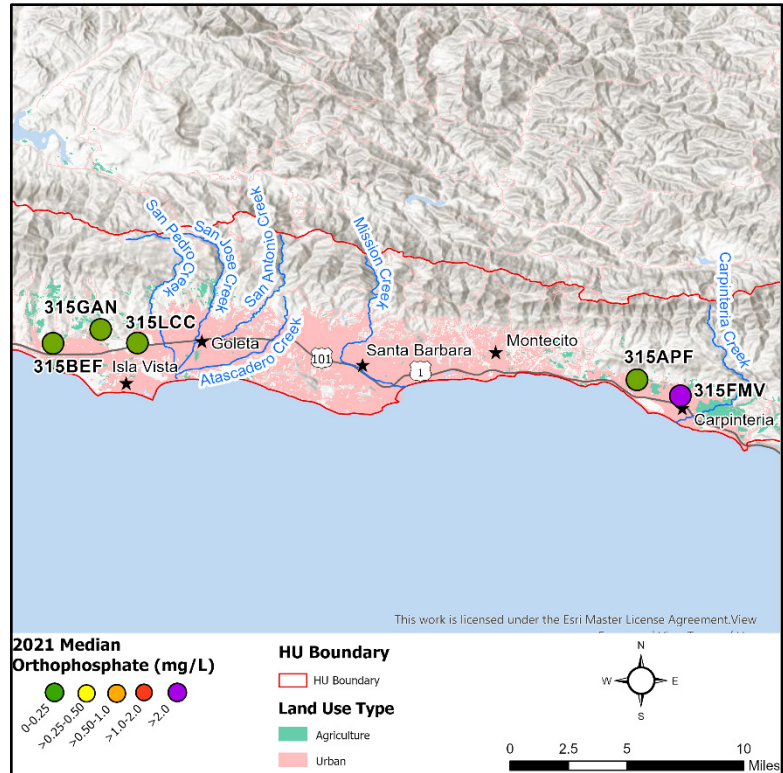 San Pedro Creek
San Jose Creek
San Antonio Creek
Mission Creek
Carpinteria Creek
315GAN
315LCC
315BEF
Isla Vista
Goleta
Atascadero Creek
101
Santa Barbara
1
Montecito
315APF
315FMV
Carpinteria
This work is licensed under the Esri Master License Agreement.View
2021 Median
Orthophosphate (mg/L)
0-0.25
>0.25-0.50
>0.50-1.0
>1.0-2.0
>2.0
HU Boundary
HU Boundary
Land Use Type
Agriculture
Urban
N
W
E
S
0 2.5 5 10
Miles